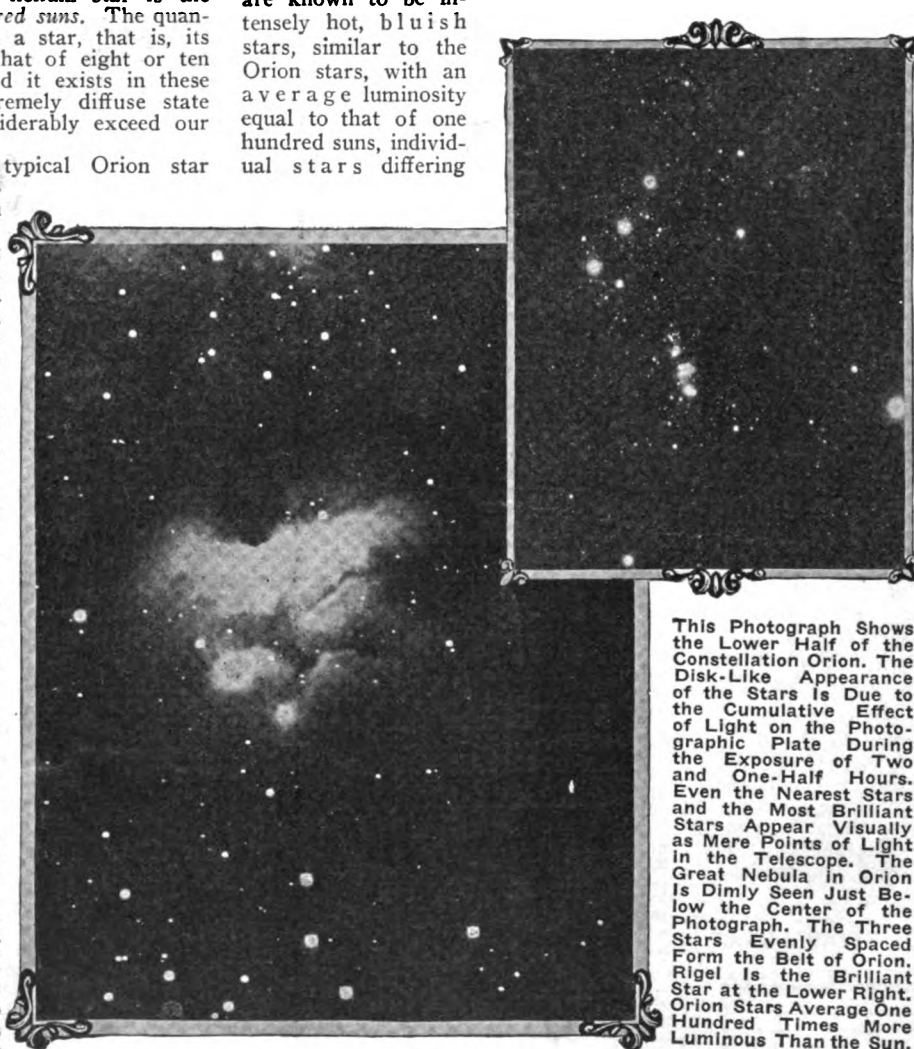 red suns. The quan-
a star, that is, its
hat of eight or ten
d it exists in these
remely diffuse state
iderably exceed our
typical Orion star
are known to be in-
tensely hot, bluish
stars, similar to the
Orion stars, with an
average luminosity
equal to that of one
hundred suns, individ-
ual stars differing
This Photograph Shows
the Lower Half of the
Constellation Orion. The
Disk-Like Appearance
of the Stars Is Due to
the Cumulative Effect
of Light on the Photo-
graphic Plate During
the Exposure of Two
and One-Half Hours.
Even the Nearest Stars
and the Most Brilliant
Stars Appear Visually
as Mere Points of Light
in the Telescope. The
Great Nebula in Orion
Is Dimly Seen Just Be-
low the Center of the
Photograph. The Three
Stars Evenly Spaced
Form the Belt of Orion.
Rigel Is the Brilliant
Star at the Lower Right.
Orion Stars Average One
Hundred Times More
Luminous Than the Sun.